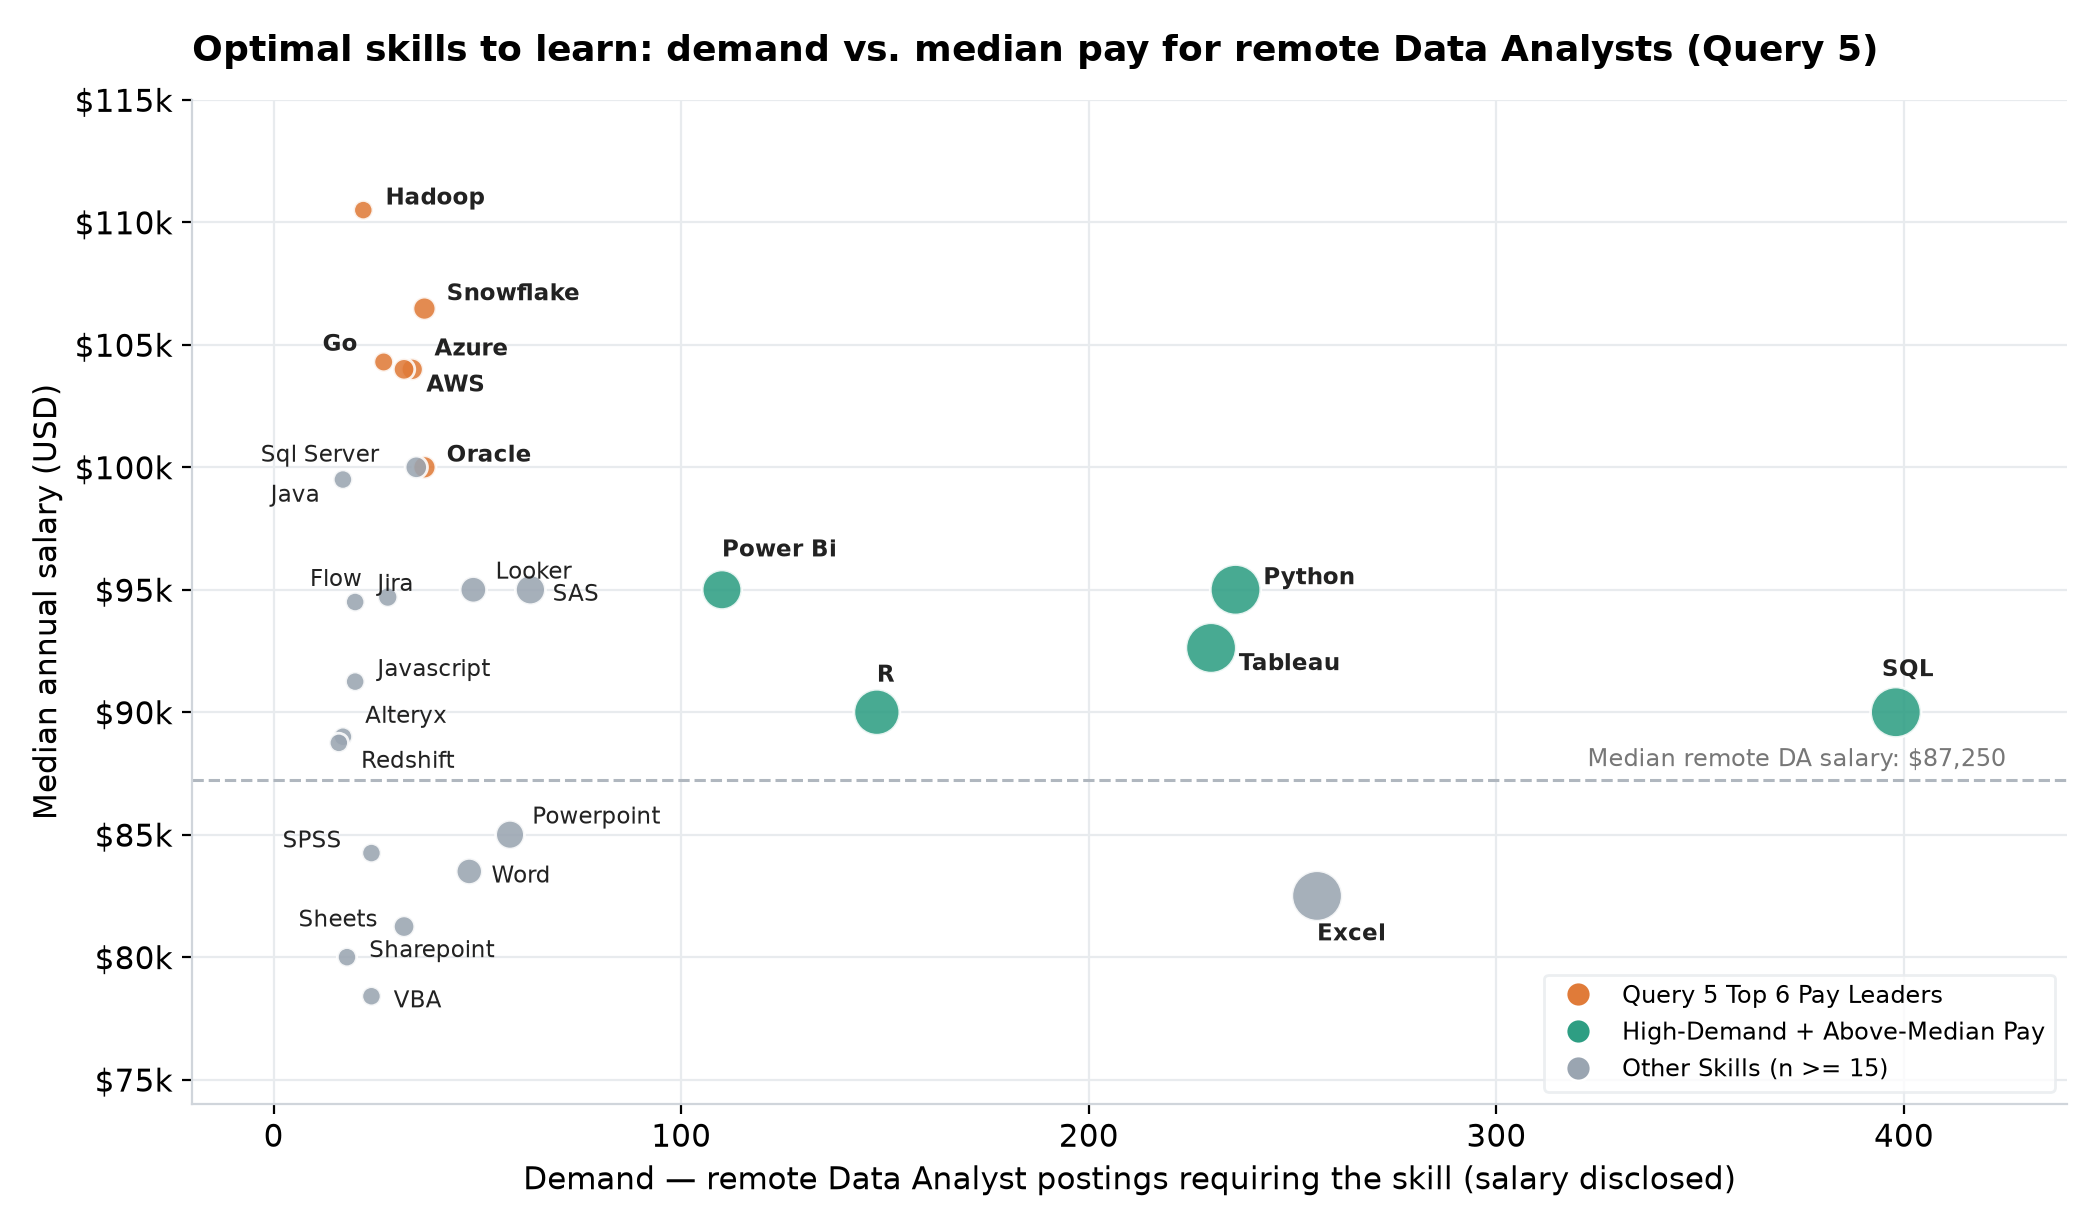 Optimal skills to learn: demand vs. median pay for remote Data Analysts (Query 5)
Median annual salary (USD)
$115k
$110k
$105k
$100k
$95k
$90k
$85k
$80k
$75k
Hadoop
Snowflake
Go
Azure
AWS
Sql Server
Oracle
Java
Power Bi
Looker
Flow
Jira
SAS
Python
Tableau
Javascript
R
SQL
Alteryx
Redshift
Median remote DA salary: $87,250
Powerpoint
SPSS
Word
Sheets
Excel
Sharepoint
VBA
Query 5 Top 6 Pay Leaders
High-Demand + Above-Median Pay
Other Skills (n >= 15)
0
100
200
300
400
Demand — remote Data Analyst postings requiring the skill (salary disclosed)